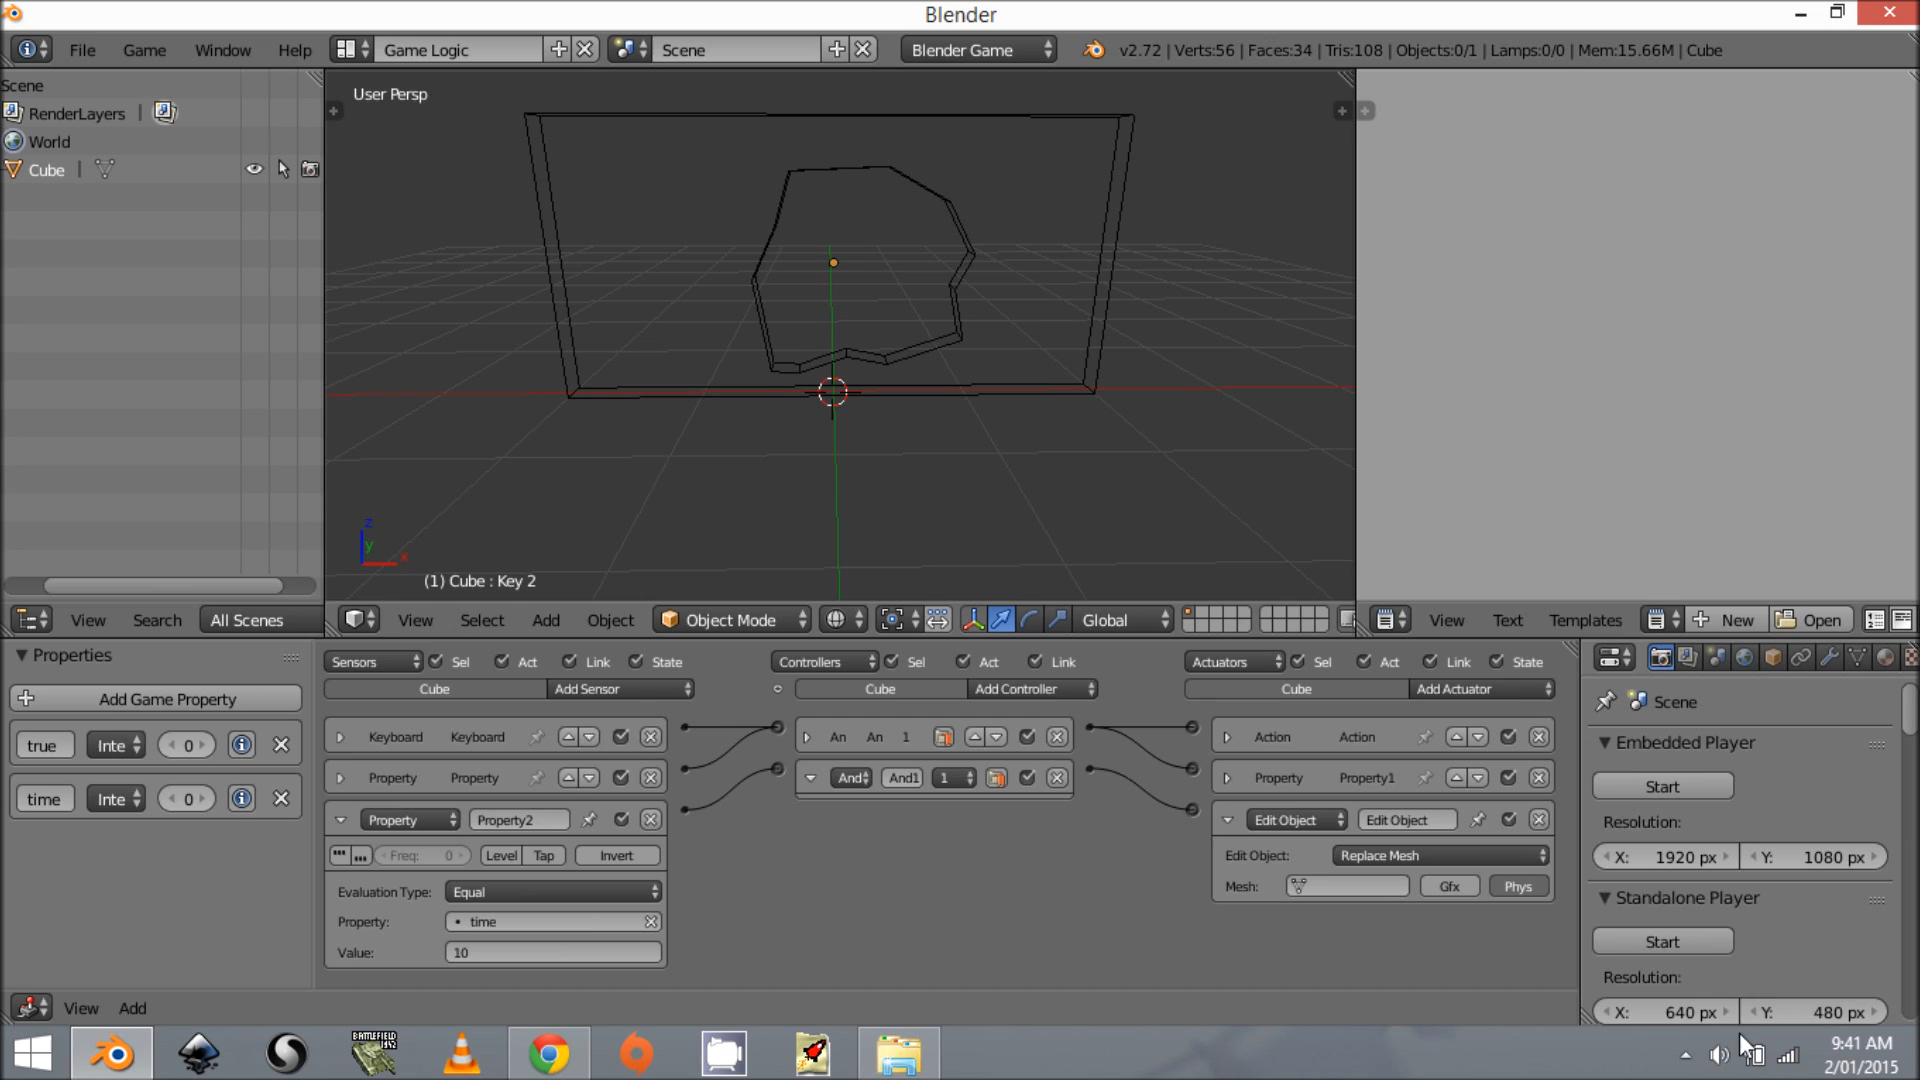 Blender
File Game Window Help Game Logic Scene Blender Game v2.72 | Verts:56 | Faces:34 | Tris:108 | Objects:0/1 | Lamps:0/0 | Mem:15.66M | Cube
Scene
RenderLayers |
World
Cube |
User Persp
z
y
x
(1) Cube : Key 2
View Search All Scenes
View Select Add Object Object Mode Global
View Text Templates New Open
Properties
Add Game Property
true Inte 0
time Inte 0
Sensors Sel Act Link State
Cube Add Sensor
Keyboard Keyboard
Property Property
Property Property2
Freq: 0 Level Tap Invert
Evaluation Type: Equal
Property: time
Value: 10
Controllers Sel Act Link
Cube Add Controller
An An 1
And And1 1
Actuators Sel Act Link State
Cube Add Actuator
Action Action
Property Property1
Edit Object Edit Object
Edit Object: Replace Mesh
Mesh: Gfx Phys
Scene
Embedded Player
Start
Resolution:
X: 1920 px Y: 1080 px
Standalone Player
Start
Resolution:
X: 640 px Y: 480 px
View Add
BATTLEFIELD
1942
9:41 AM
2/01/2015